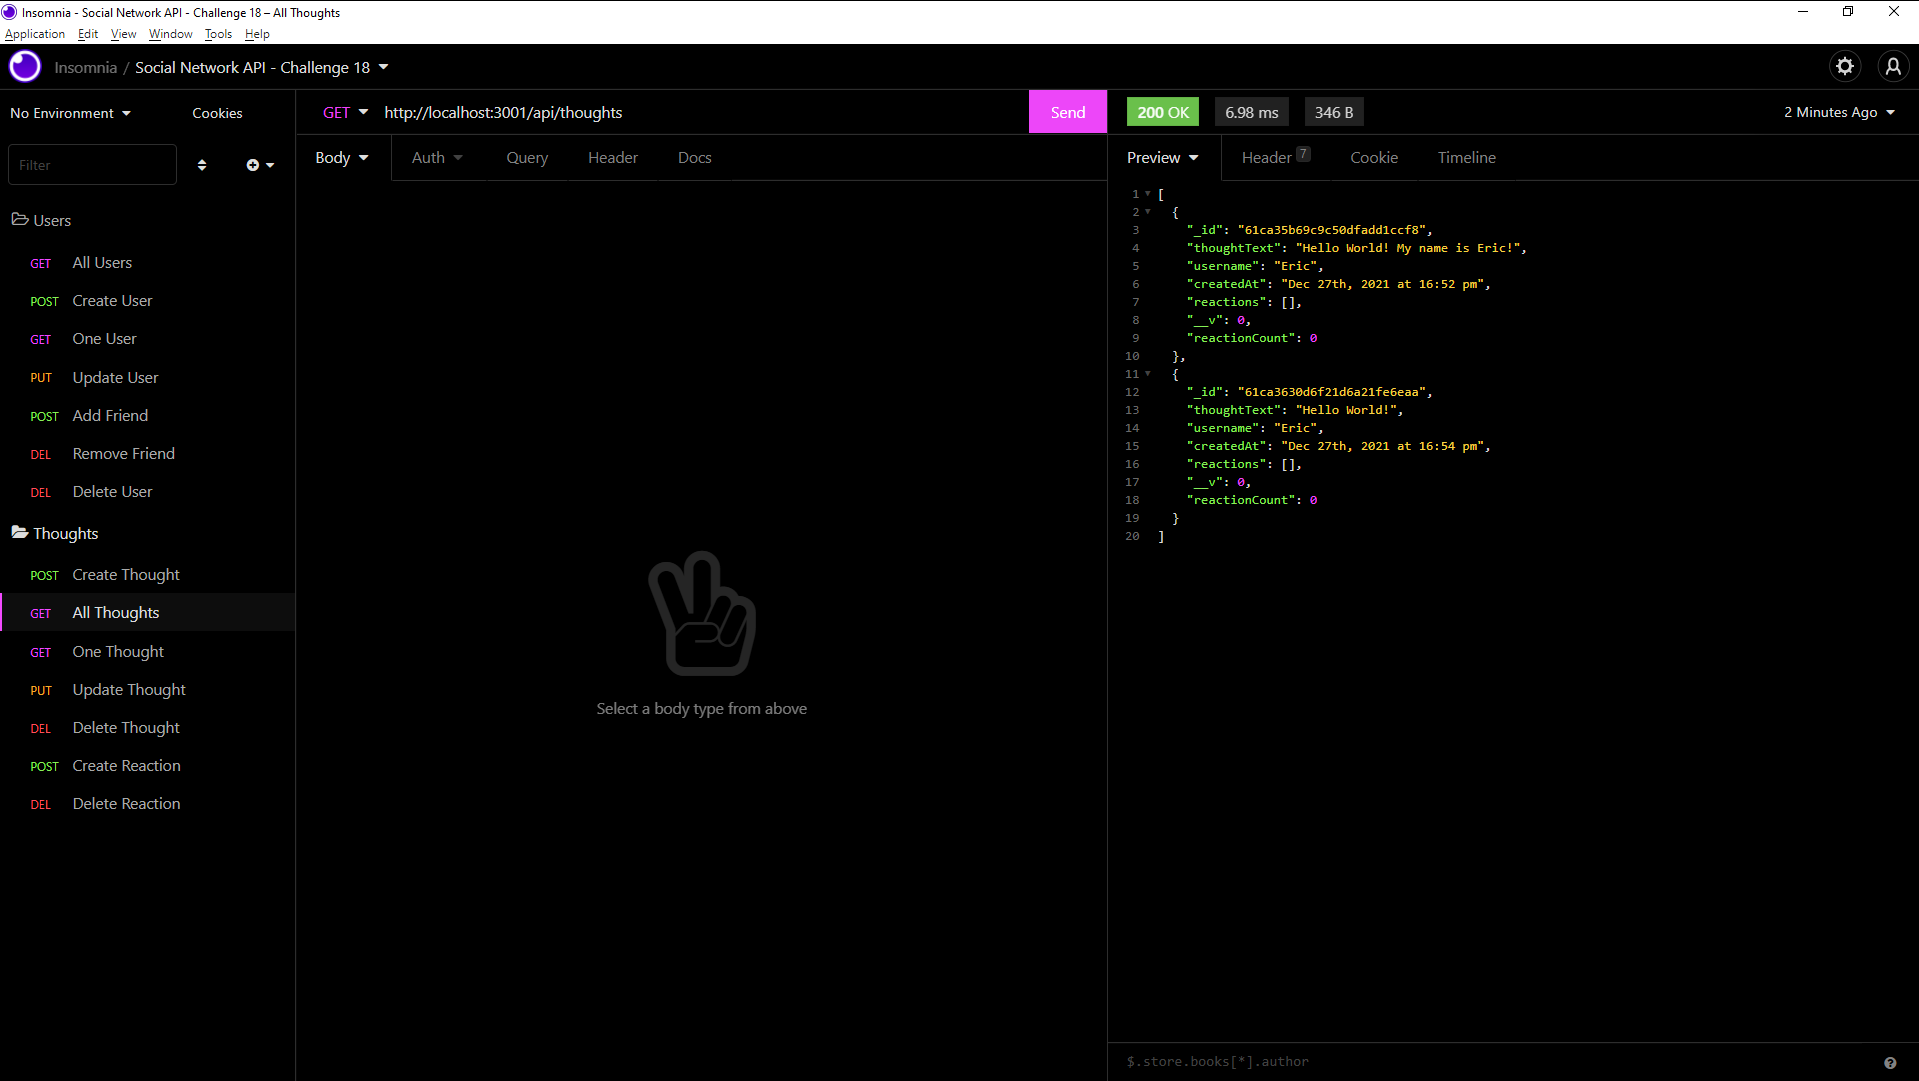 Insomnia - Social Network API - Challenge 18 – All Thoughts
Application Edit View Window Tools Help
Insomnia / Social Network API - Challenge 18
No Environment
Cookies
Filter
Users
GET All Users
POST Create User
GET One User
PUT Update User
POST Add Friend
DEL Remove Friend
DEL Delete User
Thoughts
POST Create Thought
GET All Thoughts
GET One Thought
PUT Update Thought
DEL Delete Thought
POST Create Reaction
DEL Delete Reaction
GET http://localhost:3001/api/thoughts Send
Body Auth Query Header Docs
Select a body type from above
200 OK 6.98 ms 346 B 2 Minutes Ago
Preview Header 7 Cookie Timeline
1 [
2 {
3 "_id": "61ca35b69c9c50dfadd1ccf8",
4 "thoughtText": "Hello World! My name is Eric!",
5 "username": "Eric",
6 "createdAt": "Dec 27th, 2021 at 16:52 pm",
7 "reactions": [],
8 "__v": 0,
9 "reactionCount": 0
10 },
11 {
12 "_id": "61ca3630d6f21d6a21fe6eaa",
13 "thoughtText": "Hello World!",
14 "username": "Eric",
15 "createdAt": "Dec 27th, 2021 at 16:54 pm",
16 "reactions": [],
17 "__v": 0,
18 "reactionCount": 0
19 }
20 ]
$.store.books[*].author